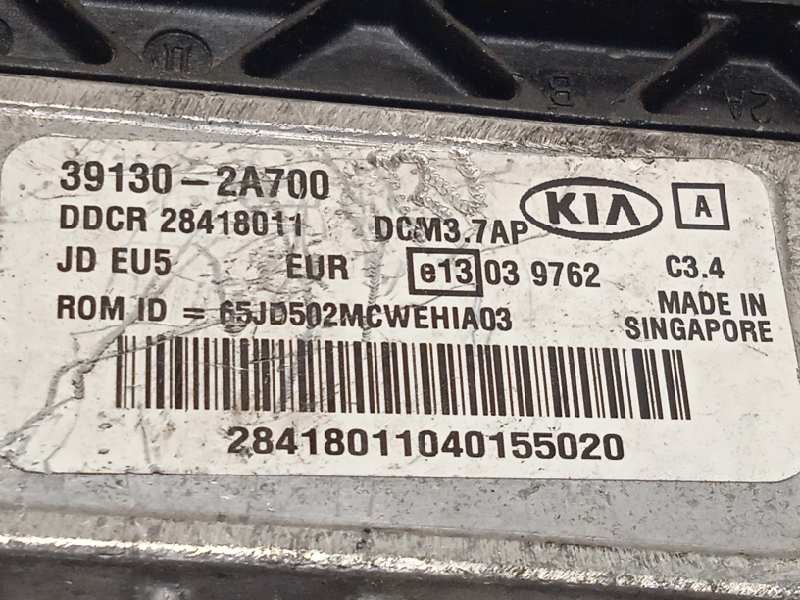 39130-2A700 KIA A
DDCR 28418011 DCM3.7AP
JD EU5 EUR e13 03 9762 C3.4
ROM ID = 65JD502MCWEHIA03 MADE IN
SINGAPORE
28418011040155020